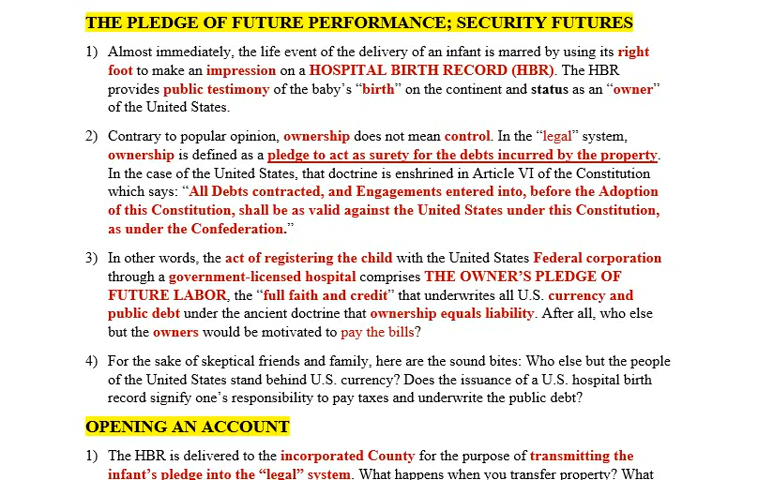 THE PLEDGE OF FUTURE PERFORMANCE; SECURITY FUTURES
1) Almost immediately, the life event of the delivery of an infant is marred by using its right
foot to make an impression on a HOSPITAL BIRTH RECORD (HBR). The HBR
provides public testimony of the baby's “birth” on the continent and status as an “owner”
of the United States.
2) Contrary to popular opinion, ownership does not mean control. In the “legal” system,
ownership is defined as a pledge to act as surety for the debts incurred by the property.
In the case of the United States, that doctrine is enshrined in Article VI of the Constitution
which says: “All Debts contracted, and Engagements entered into, before the Adoption
of this Constitution, shall be as valid against the United States under this Constitution,
as under the Confederation.”
3) In other words, the act of registering the child with the United States Federal corporation
through a government-licensed hospital comprises THE OWNER'S PLEDGE OF
FUTURE LABOR, the “full faith and credit” that underwrites all U.S. currency and
public debt under the ancient doctrine that ownership equals liability. After all, who else
but the owners would be motivated to pay the bills?
4) For the sake of skeptical friends and family, here are the sound bites: Who else but the people
of the United States stand behind U.S. currency? Does the issuance of a U.S. hospital birth
record signify one's responsibility to pay taxes and underwrite the public debt?
OPENING AN ACCOUNT
1) The HBR is delivered to the incorporated County for the purpose of transmitting the
infant's pledge into the “legal” system. What happens when you transfer property? What